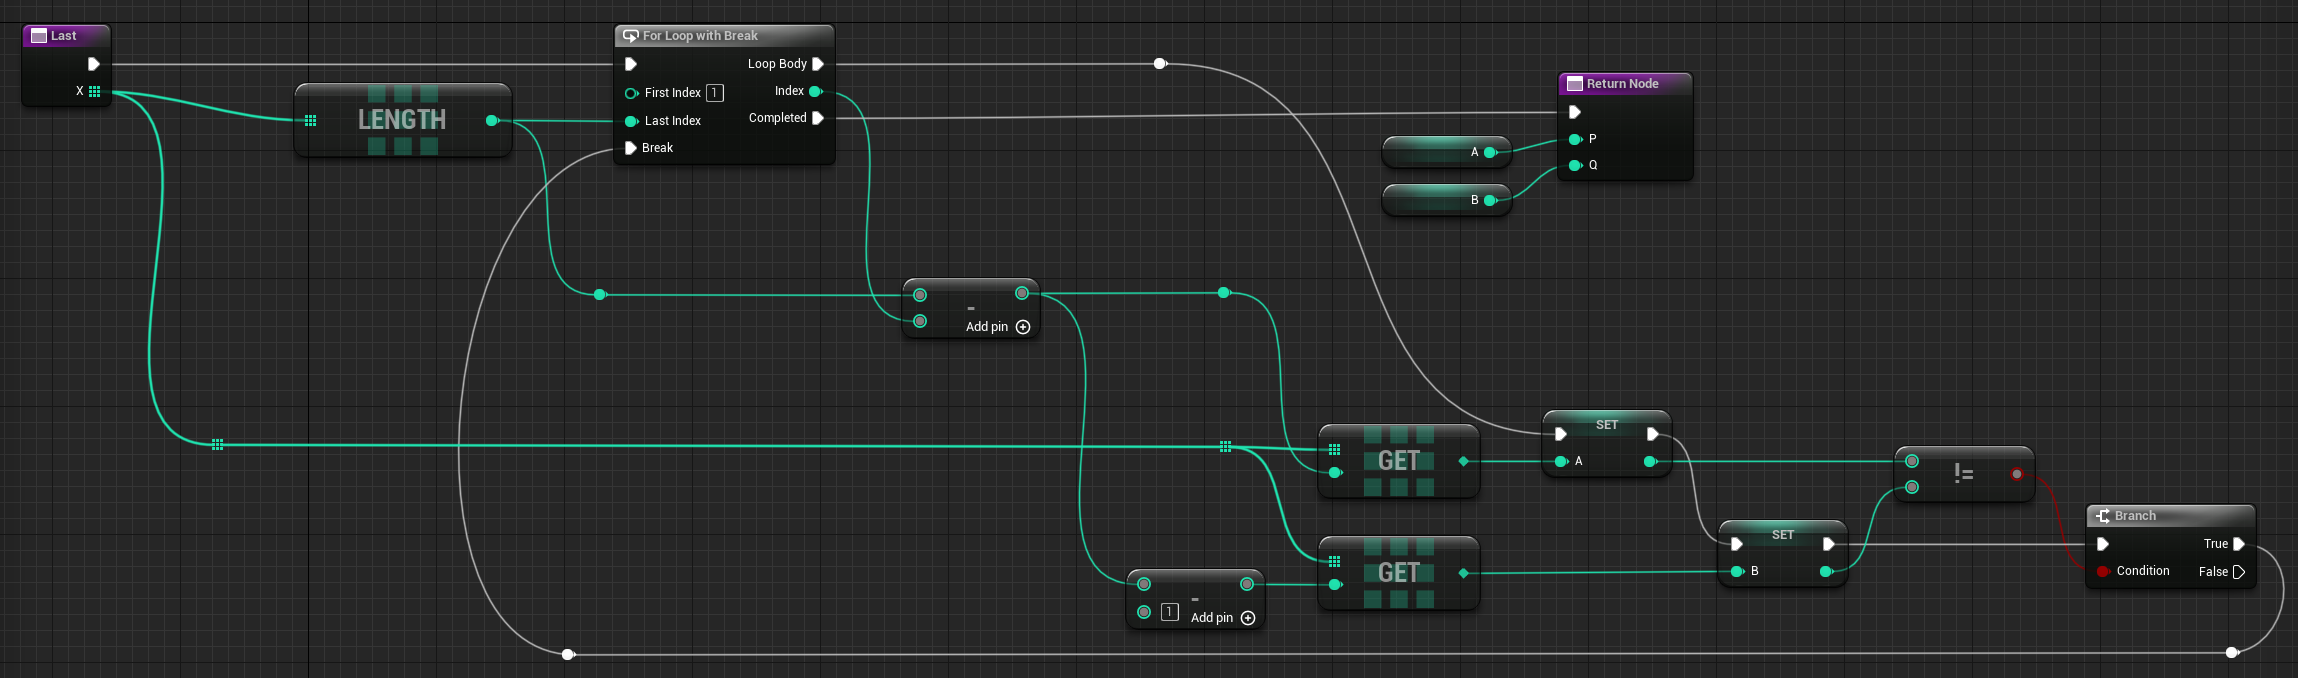 Last
X
LENGTH
For Loop with Break
Loop Body
First Index 1
Index
Last Index
Completed
Break
Return Node
A
P
B
Q
-
Add pin
GET
SET
A
!=
GET
SET
B
-
1
Add pin
Branch
True
Condition
False